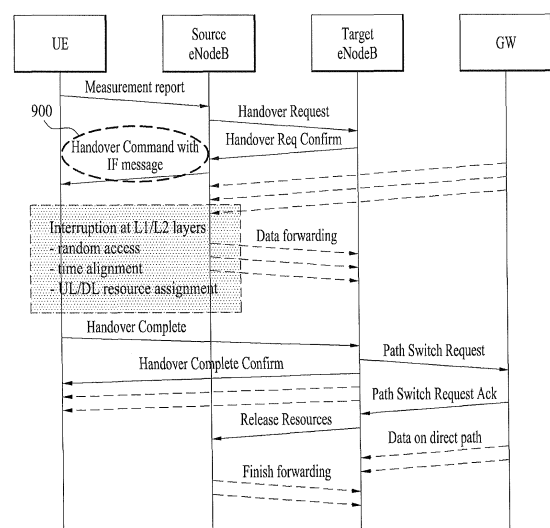 UE
Source
eNodeB
Target
eNodeB
GW
Measurement report
900
Handover Request
Handover Command with
IF message
Handover Req Confirm
Interruption at L1/L2 layers
- random access
- time alignment
- UL/DL resource assignment
Data forwarding
Handover Complete
Path Switch Request
Handover Complete Confirm
Path Switch Request Ack
Release Resources
Data on direct path
Finish forwarding